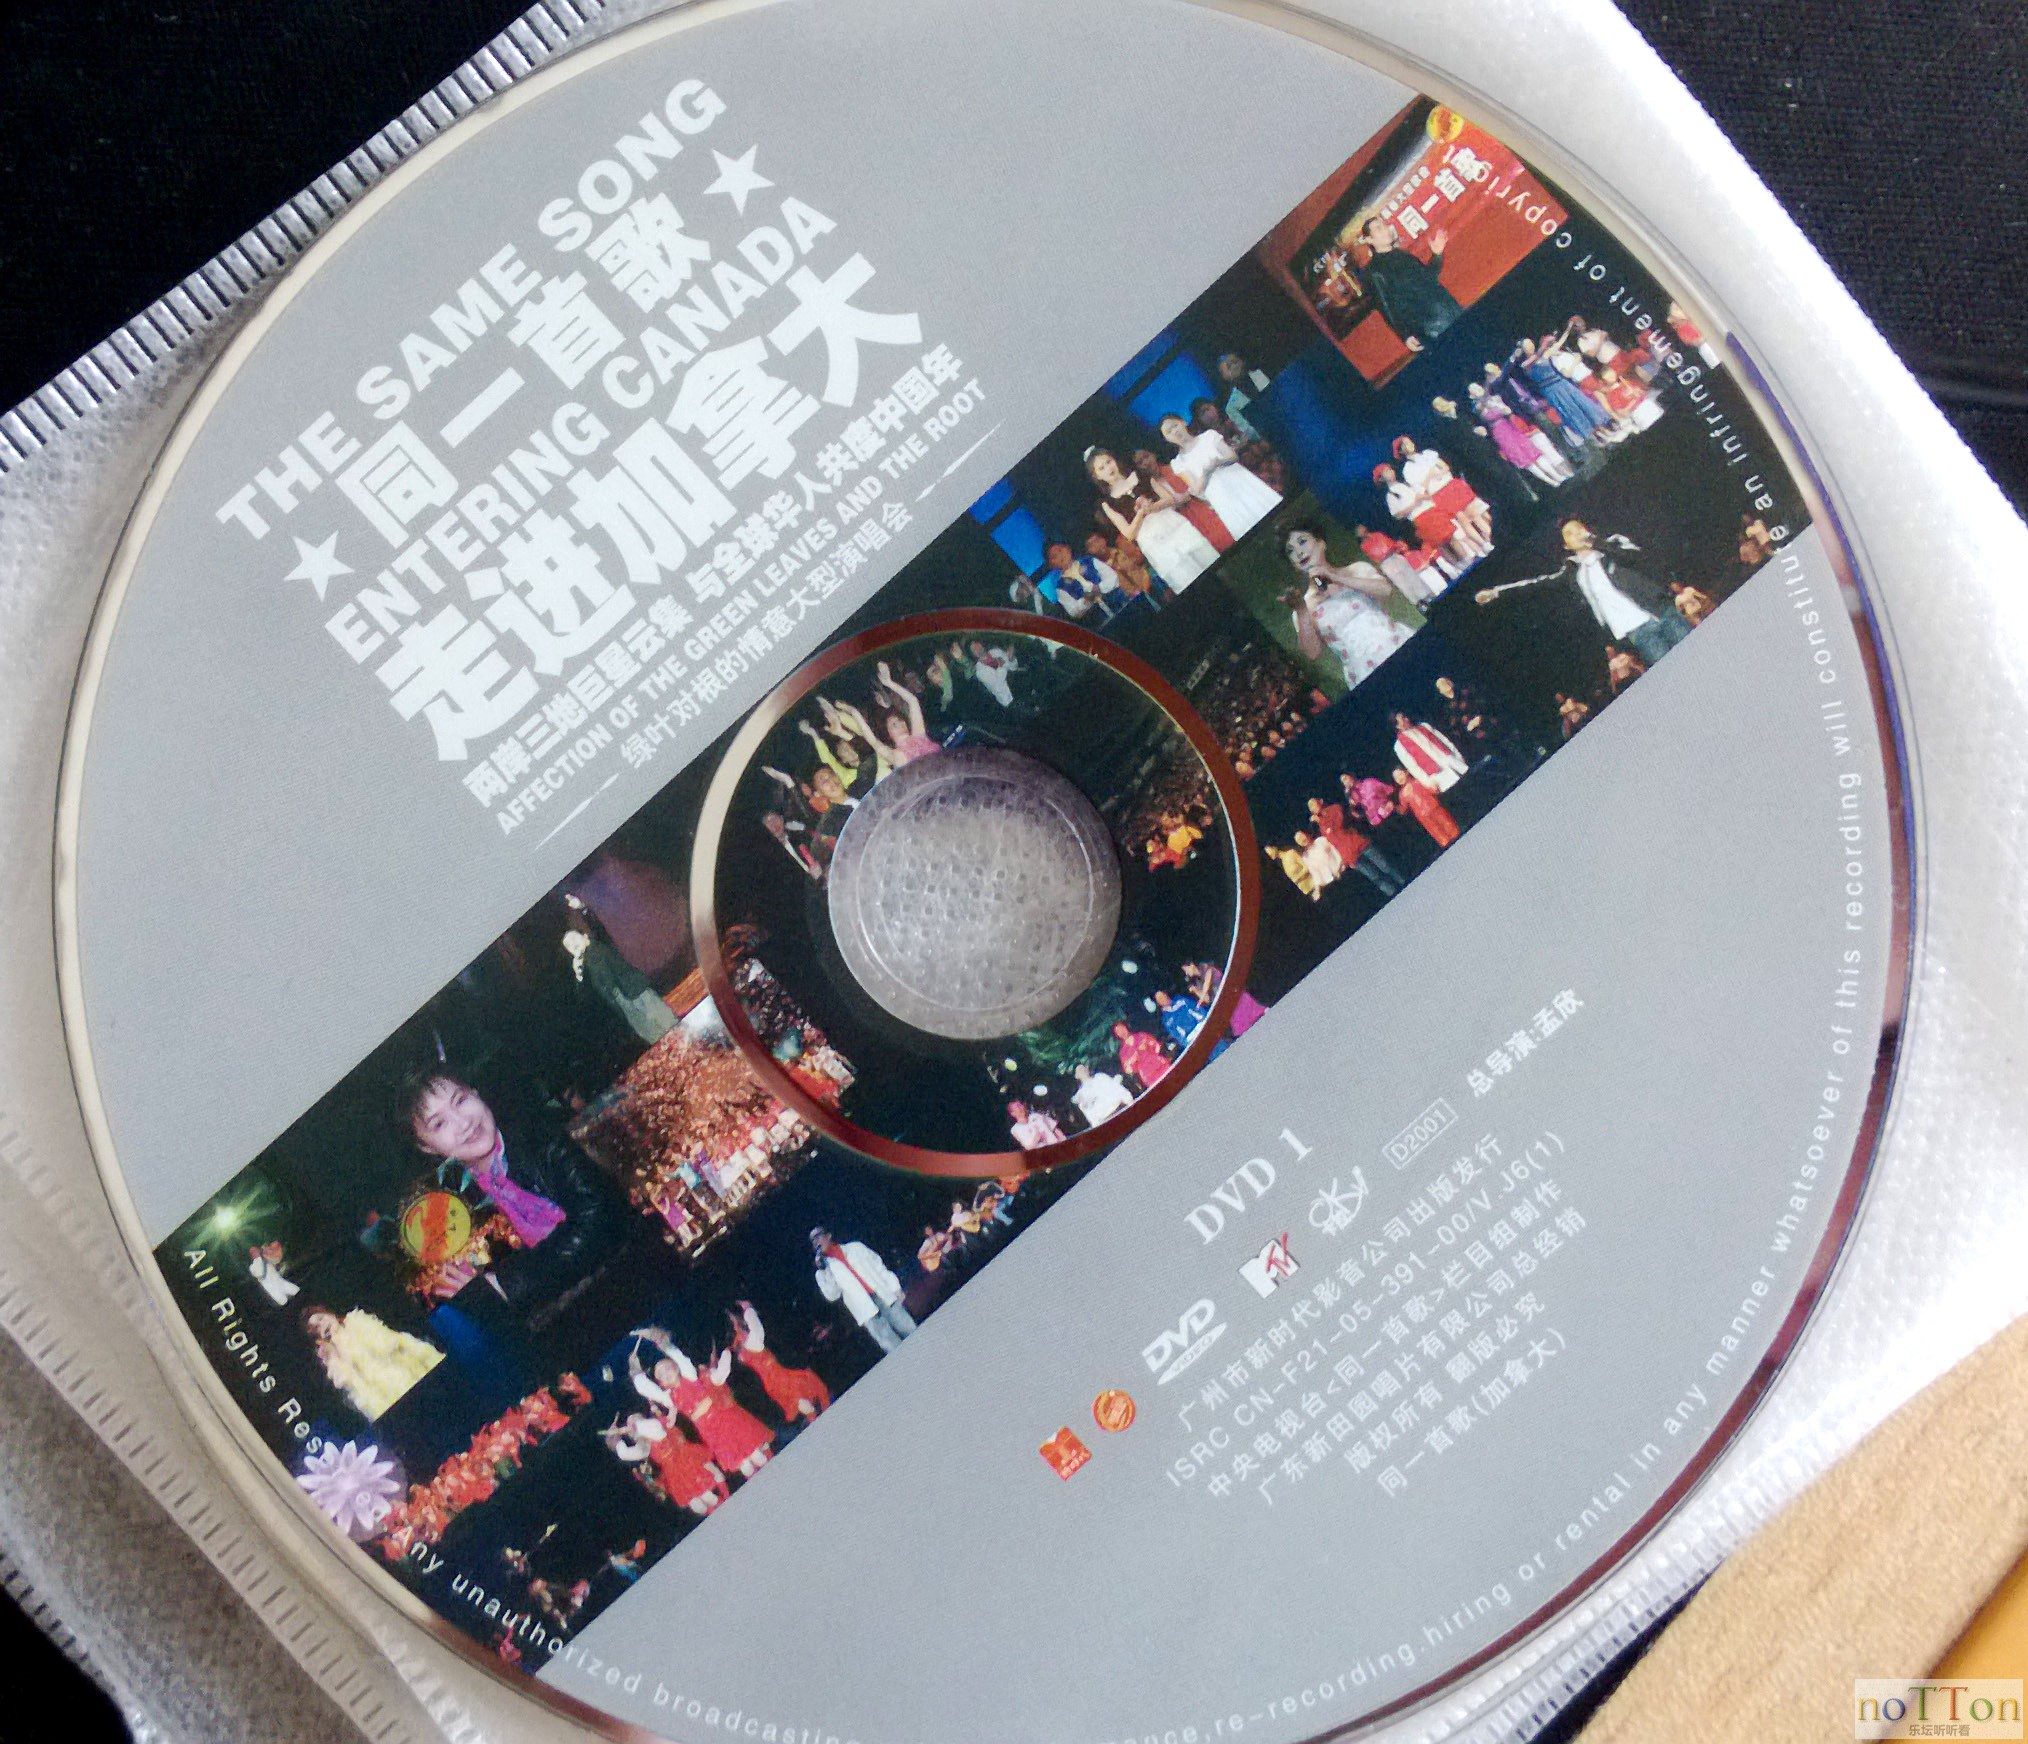 THE SAME SONG
同一首歌
ENTERING CANADA
走进加拿大
两岸三地巨星云集 与全球华人共度中国年
AFFECTION OF THE GREEN LEAVES AND THE ROOT
绿叶对根的情意大型演唱会
同一首歌
DVD 1
D2001
总导演:孟欣
DVD
VIDEO
广州市新时代影音公司出版发行
ISRC CN-F21-05-391-00/V.J6(1)
中央电视台<同一首歌>栏目组制作
广东新田园唱片有限公司总经销
版权所有 翻版必究
同一首歌(加拿大)
All Rights Res
Any unauthorized broadcasting
ance,re-recording.hiring or rental in any manner whatsoever of this recording will constitute an infringement of copyrig
noTTon
乐坛听听看